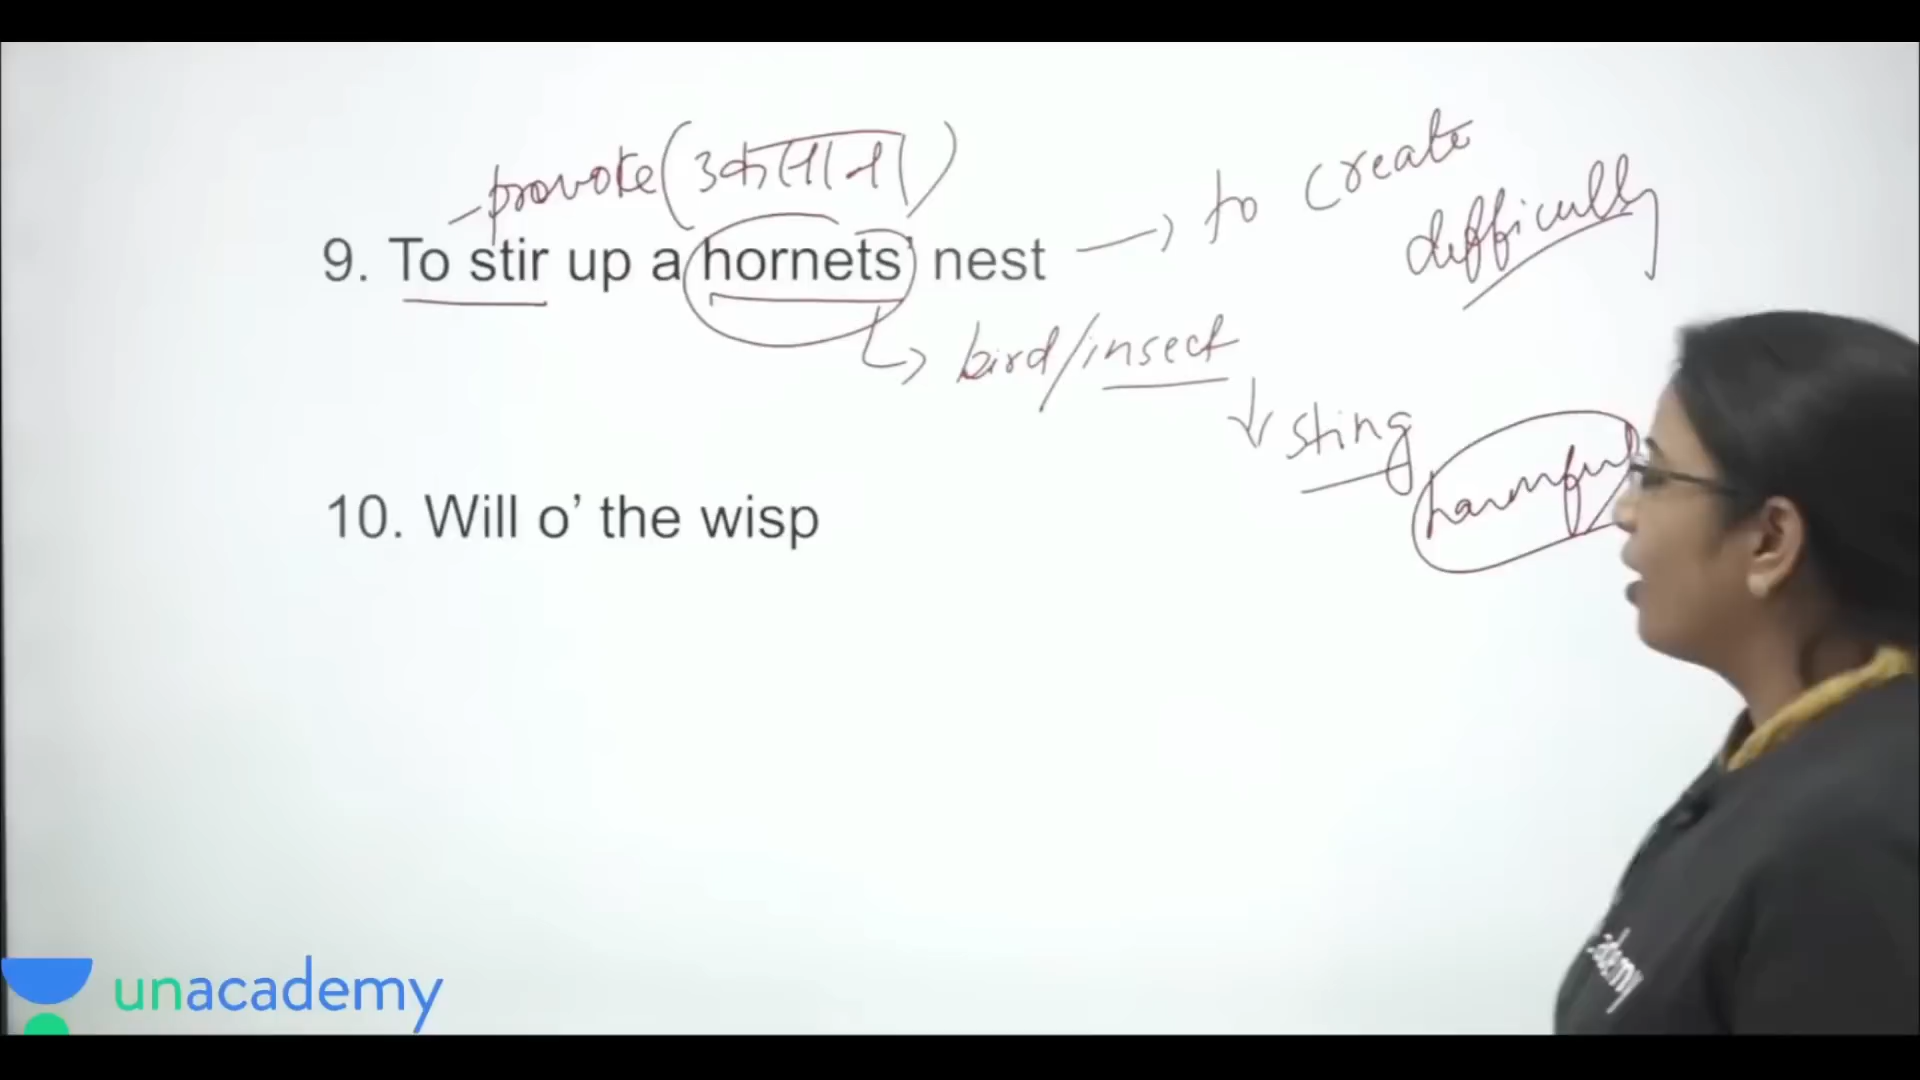 provoke (उकसाना)
9. To stir up a hornets' nest → to create
difficulty
bird/insect
↓ sting
harmful
10. Will o' the wisp
unacademy